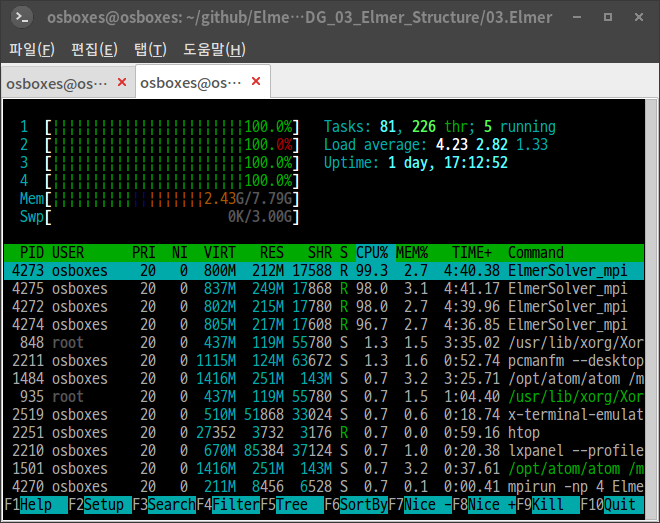 osboxes@osboxes: ~/github/Elme⋯DG_03_Elmer_Structure/03.Elmer
파일(F) 편집(E) 탭(T) 도움말(H)
osboxes@os⋯ × osboxes@os⋯ ×
1 [||||||||||||||||||||||||100.0%] Tasks: 81, 226 thr; 5 running
2 [||||||||||||||||||||||||100.0%] Load average: 4.23 2.82 1.33
3 [||||||||||||||||||||||||100.0%] Uptime: 1 day, 17:12:52
4 [||||||||||||||||||||||||100.0%]
Mem[|||||||||||||||||||2.43G/7.79G]
Swp[ 0K/3.00G]
PID USER PRI NI VIRT RES SHR S CPU% MEM% TIME+ Command
4273 osboxes 20 0 800M 212M 17588 R 99.3 2.7 4:40.38 ElmerSolver_mpi
4275 osboxes 20 0 837M 249M 17868 R 98.0 3.1 4:41.17 ElmerSolver_mpi
4272 osboxes 20 0 802M 215M 17780 R 98.0 2.7 4:39.96 ElmerSolver_mpi
4274 osboxes 20 0 805M 217M 17608 R 96.7 2.7 4:36.85 ElmerSolver_mpi
848 root 20 0 437M 119M 55780 S 1.3 1.5 3:35.02 /usr/lib/xorg/Xor
2211 osboxes 20 0 1115M 124M 63672 S 1.3 1.6 0:52.74 pcmanfm --desktop
1484 osboxes 20 0 1416M 251M 143M S 0.7 3.2 3:25.71 /opt/atom/atom /m
935 root 20 0 437M 119M 55780 S 0.7 1.5 1:04.40 /usr/lib/xorg/Xor
2519 osboxes 20 0 510M 51868 33024 S 0.7 0.6 0:18.74 x-terminal-emulat
2251 osboxes 20 0 27352 3732 3176 R 0.7 0.0 0:59.16 htop
2210 osboxes 20 0 670M 85384 37124 S 0.7 1.0 0:20.38 lxpanel --profile
1501 osboxes 20 0 1416M 251M 143M S 0.7 3.2 0:37.61 /opt/atom/atom /m
4270 osboxes 20 0 211M 8456 6528 S 0.7 0.1 0:00.41 mpirun -np 4 Elme
F1Help F2Setup F3SearchF4FilterF5Tree F6SortByF7Nice -F8Nice +F9Kill F10Quit